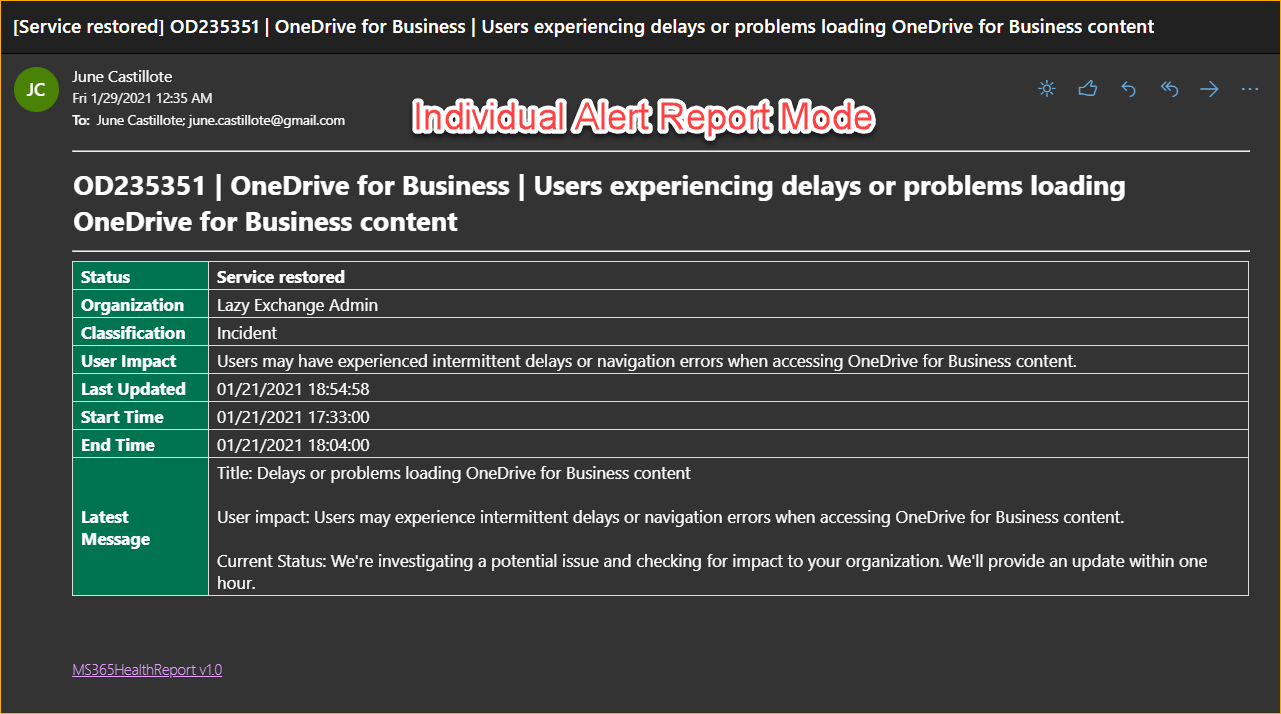 [Service restored] OD235351 | OneDrive for Business | Users experiencing delays or problems loading OneDrive for Business content
JC
June Castillote
Fri 1/29/2021 12:35 AM
To: June Castillote; june.castillote@gmail.com
Individual Alert Report Mode
OD235351 | OneDrive for Business | Users experiencing delays or problems loading
OneDrive for Business content
Status Service restored
Organization Lazy Exchange Admin
Classification Incident
User Impact Users may have experienced intermittent delays or navigation errors when accessing OneDrive for Business content.
Last Updated 01/21/2021 18:54:58
Start Time 01/21/2021 17:33:00
End Time 01/21/2021 18:04:00
Latest
Message
Title: Delays or problems loading OneDrive for Business content
User impact: Users may experience intermittent delays or navigation errors when accessing OneDrive for Business content.
Current Status: We're investigating a potential issue and checking for impact to your organization. We'll provide an update within one
hour.
MS365HealthReport v1.0